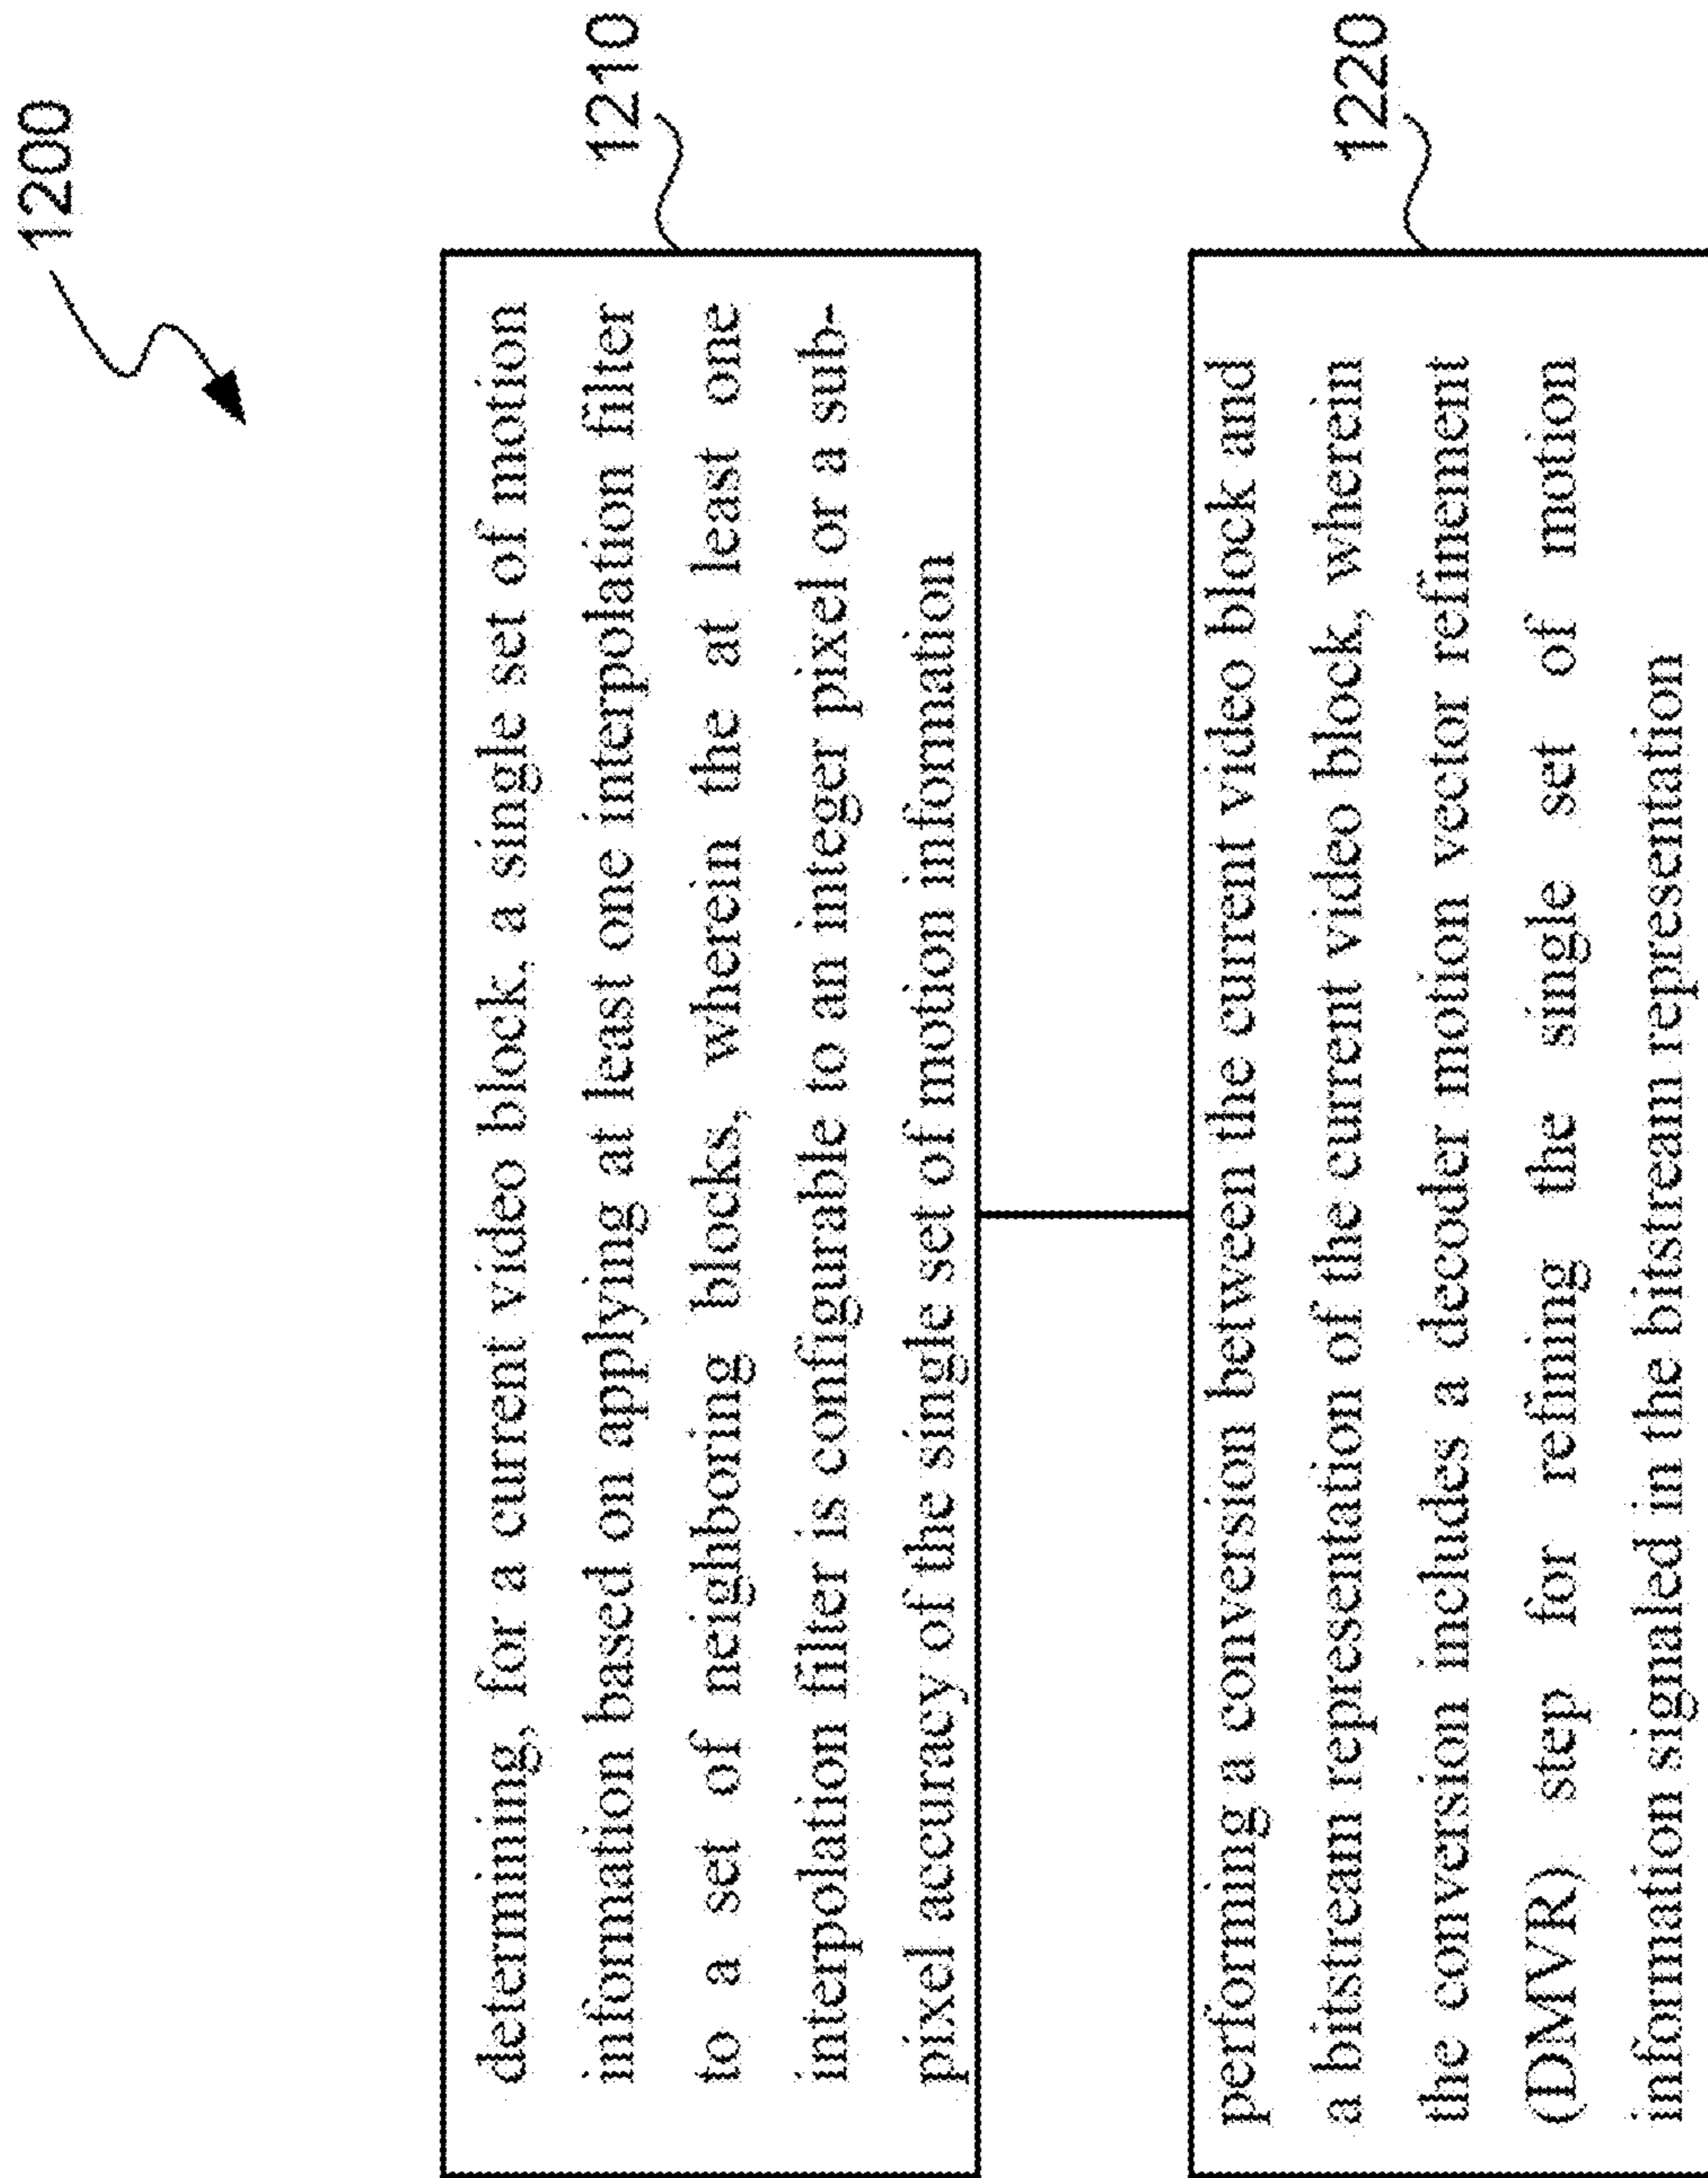 1200
1210
determining, for a current video block, a single set of motion
information based on applying at least one interpolation filter
to a set of neighboring blocks, wherein the at least one
interpolation filter is configurable to an integer pixel or a sub-
pixel accuracy of the single set of motion information
1220
performing a conversion between the current video block and
a bitstream representation of the current video block, wherein
the conversion includes a decoder motion vector refinement
(DMVR) step for refining the single set of motion
information signaled in the bitstream representation